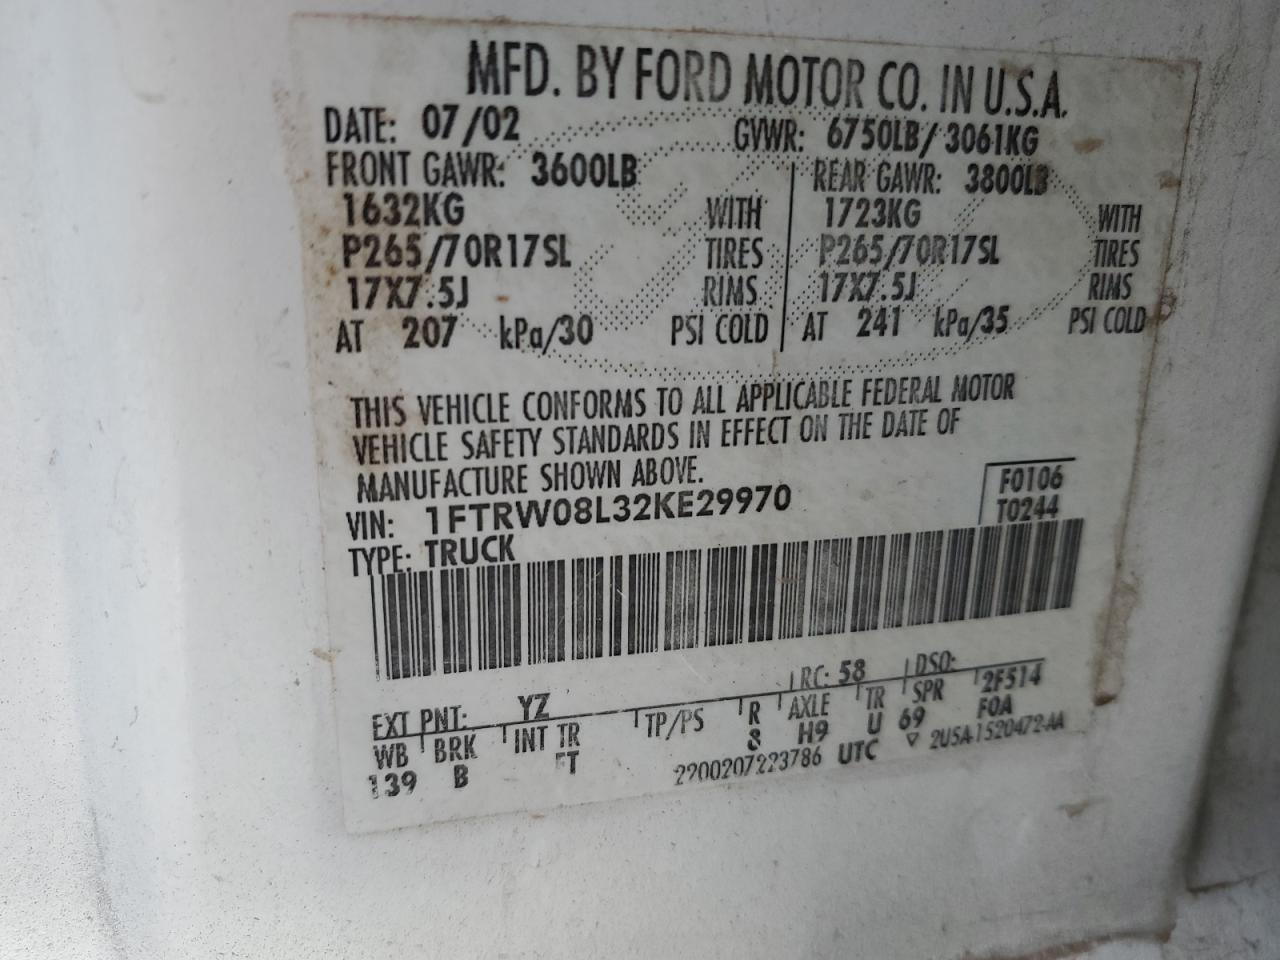 MFD. BY FORD MOTOR CO. IN U.S.A.
DATE: 07/02 GVWR: 6750LB/ 3061KG
FRONT GAWR: 3600LB REAR GAWR: 3800LB
1632KG WITH 1723KG WITH
P265/70R17SL TIRES P265/70R17SL TIRES
17X7.5J RIMS 17X7.5J RIMS
AT 207 kPa/30 PSI COLD AT 241 kPa/35 PSI COLD
THIS VEHICLE CONFORMS TO ALL APPLICABLE FEDERAL MOTOR
VEHICLE SAFETY STANDARDS IN EFFECT ON THE DATE OF
MANUFACTURE SHOWN ABOVE.
F0106
VIN: 1FTRW08L32KE29970 T0244
TYPE: TRUCK
EXT PNT: YZ RC: 58 DSO:
WB BRK INT TR TP/PS R AXLE TR SPR 2F514
139 B FT 8 H9 U 69 F0A
2200207223786 UTC ▽ 2U5A-1520472-AA